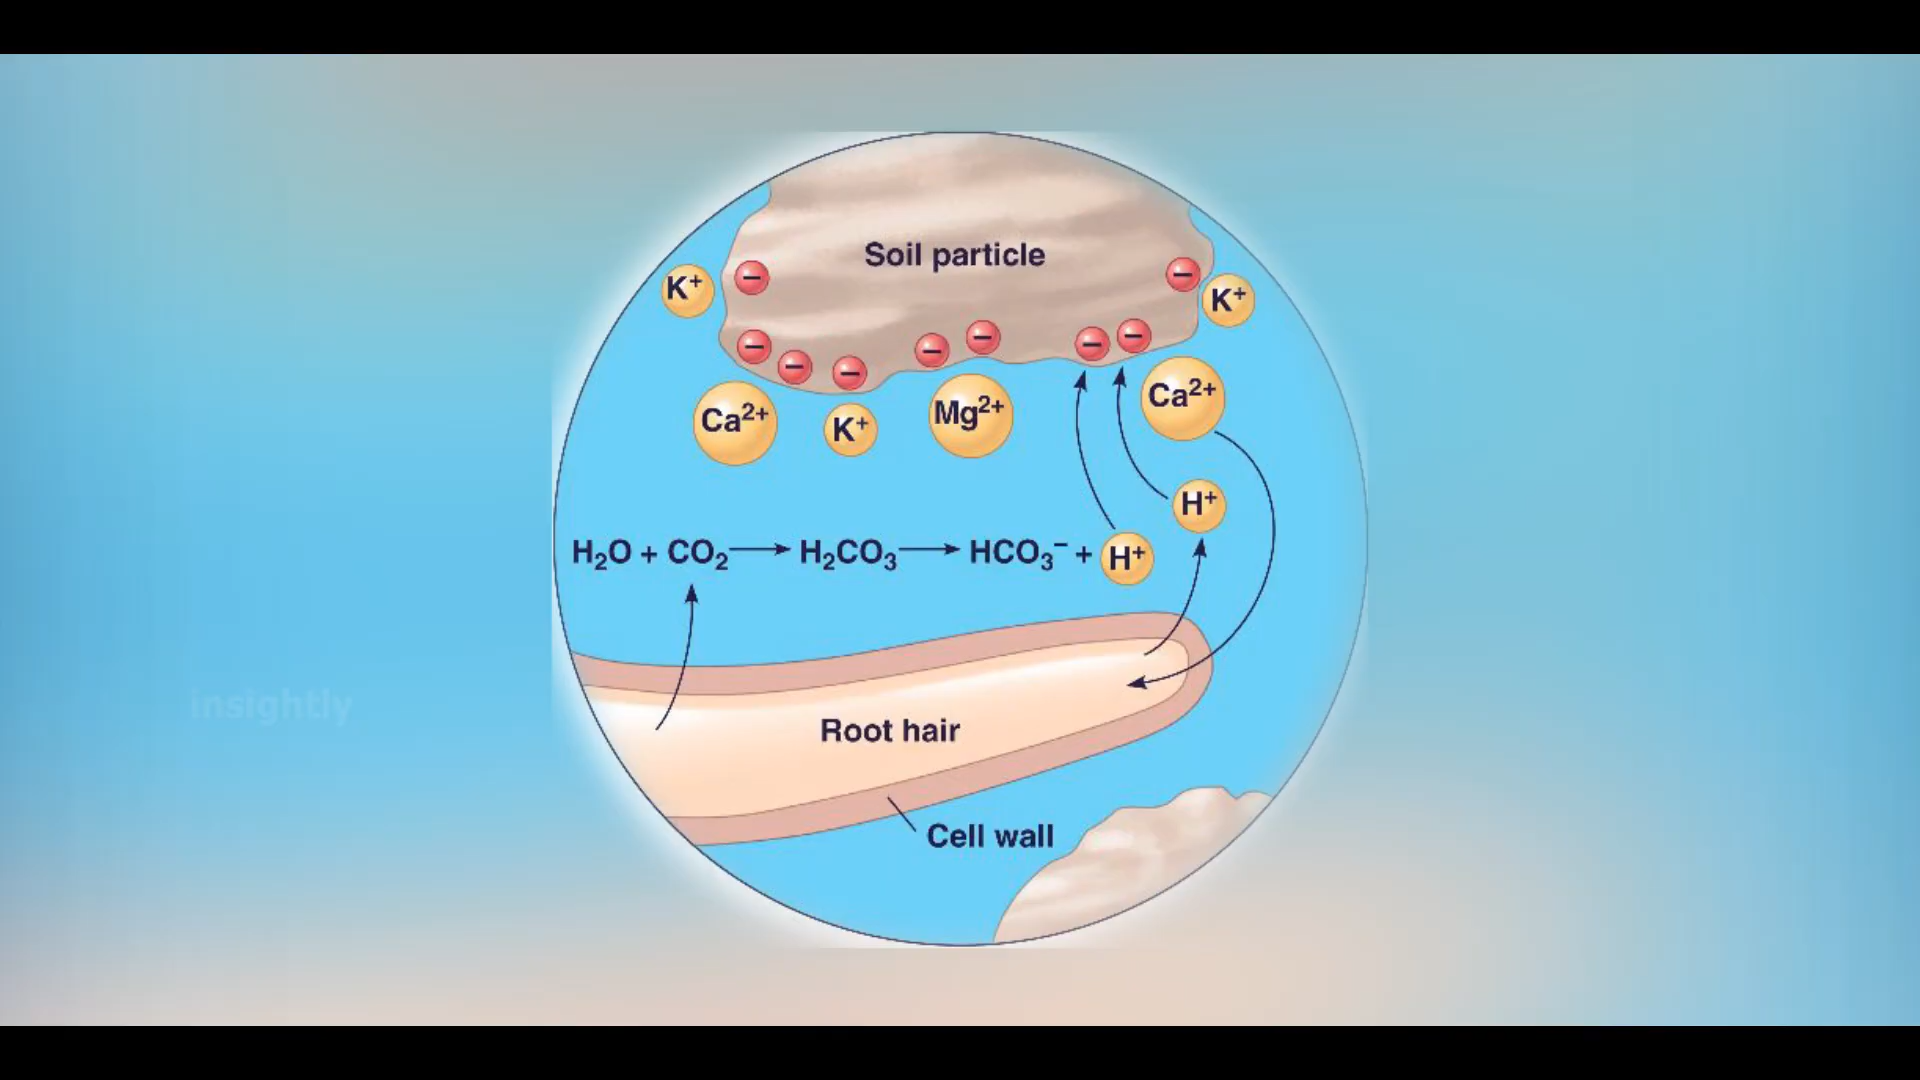 Soil particle
K⁺
−
−
K⁺
−
−
−
−
−
−
−
Ca²⁺
K⁺
Mg²⁺
Ca²⁺
H⁺
H₂O + CO₂ → H₂CO₃ → HCO₃⁻ + H⁺
insightly
Root hair
Cell wall